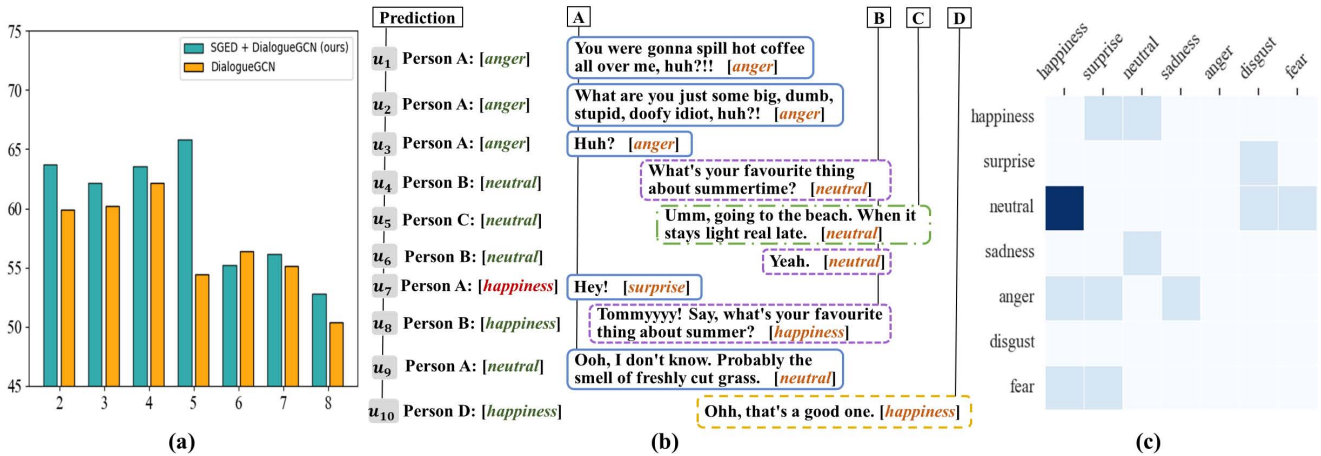 75
70
65
60
55
50
45
SGED + DialogueGCN (ours)
DialogueGCN
2 3 4 5 6 7 8
(a)
Prediction A B C D
u1 Person A: [anger]
You were gonna spill hot coffee
all over me, huh?!! [anger]
u2 Person A: [anger]
What are you just some big, dumb,
stupid, doofy idiot, huh?! [anger]
u3 Person A: [anger]
Huh? [anger]
u4 Person B: [neutral]
What's your favourite thing
about summertime? [neutral]
u5 Person C: [neutral]
Umm, going to the beach. When it
stays light real late. [neutral]
u6 Person B: [neutral]
Yeah. [neutral]
u7 Person A: [happiness]
Hey! [surprise]
u8 Person B: [happiness]
Tommyyyy! Say, what's your favourite
thing about summer? [happiness]
u9 Person A: [neutral]
Ooh, I don't know. Probably the
smell of freshly cut grass. [neutral]
u10 Person D: [happiness]
Ohh, that's a good one. [happiness]
(b)
happiness surprise neutral sadness anger disgust fear
happiness
surprise
neutral
sadness
anger
disgust
fear
(c)